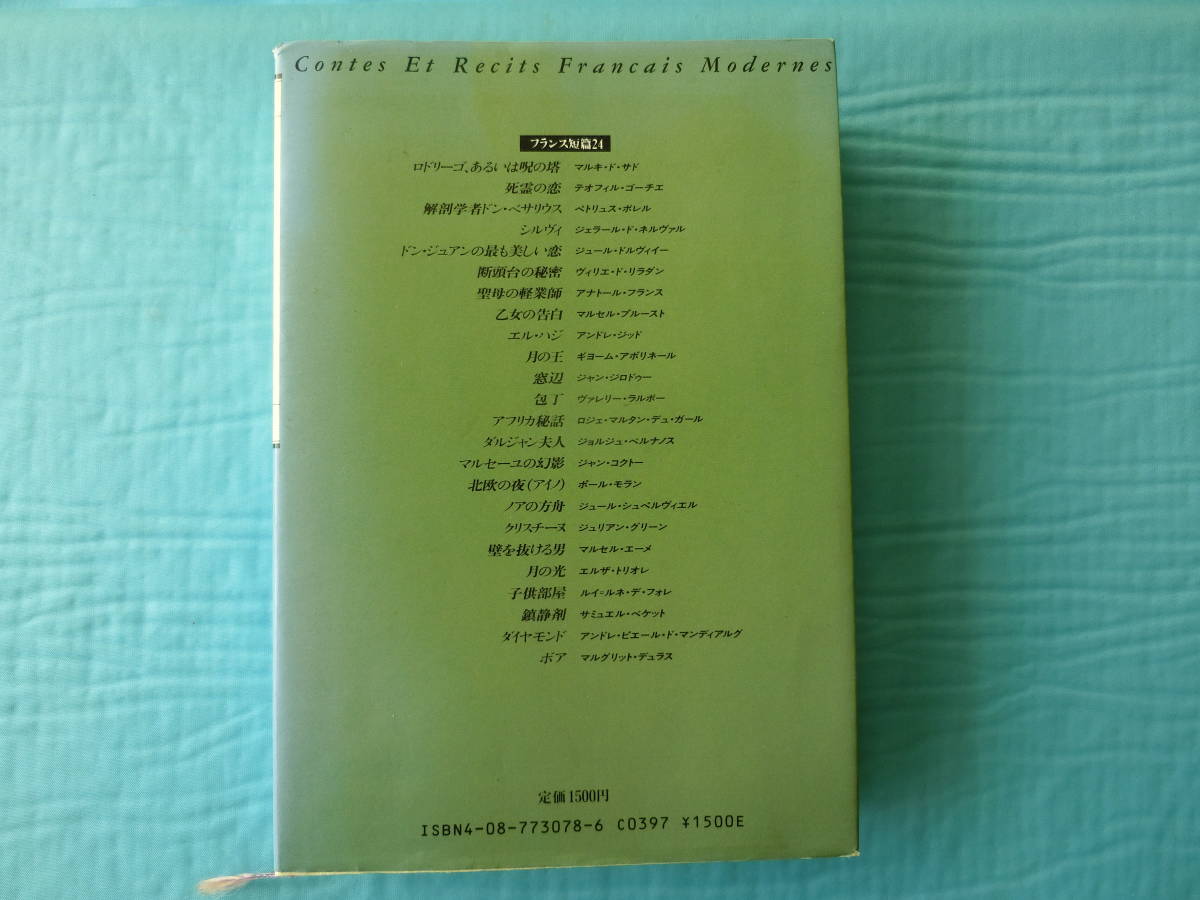 Contes Et Recits Francais Modernes
フランス短篇24
ロドリーゴ、あるいは呪の塔 マルキ・ド・サド
死霊の恋 テオフィル・ゴーチエ
解剖学者ドン・ベサリウス ペトリュス・ボレル
シルヴィ ジェラール・ド・ネルヴァル
ドン・ジュアンの最も美しい恋 ジュール・ドルヴィイー
断頭台の秘密 ヴィリエ・ド・リラダン
聖母の軽業師 アナトール・フランス
乙女の告白 マルセル・プルースト
エル・ハジ アンドレ・ジッド
月の王 ギヨーム・アポリネール
窓辺 ジャン・ジロドゥー
包丁 ヴァレリー・ラルボー
アフリカ秘話 ロジェ・マルタン・デュ・ガール
ダルジャン夫人 ジョルジュ・ベルナノス
マルセーユの幻影 ジャン・コクトー
北欧の夜(アイノ) ポール・モラン
ノアの方舟 ジュール・シュペルヴィエル
クリスチーヌ ジュリアン・グリーン
壁を抜ける男 マルセル・エーメ
月の光 エルザ・トリオレ
子供部屋 ルイ=ルネ・デ・フォレ
鎮静剤 サミュエル・ベケット
ダイヤモンド アンドレ・ピエール・ド・マンディアルグ
ボア マルグリット・デュラス
定価1500円
ISBN4-08-773078-6 C0397 ¥1500E